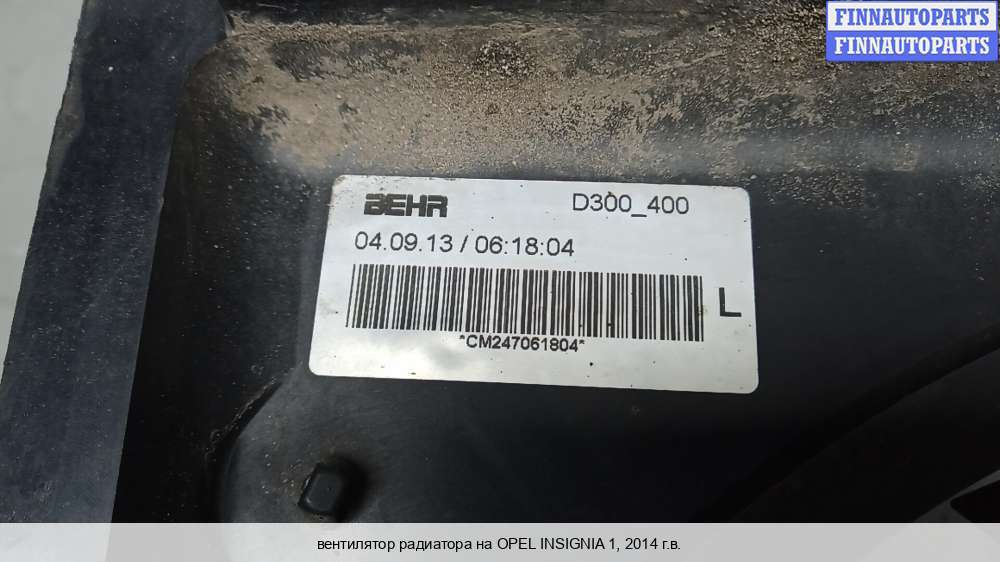 FINNAUTOPARTS
FINNAUTOPARTS
BEHR D300_400
04.09.13 / 06:18:04
L
*CM247061804*
вентилятор радиатора на OPEL INSIGNIA 1, 2014 г.в.